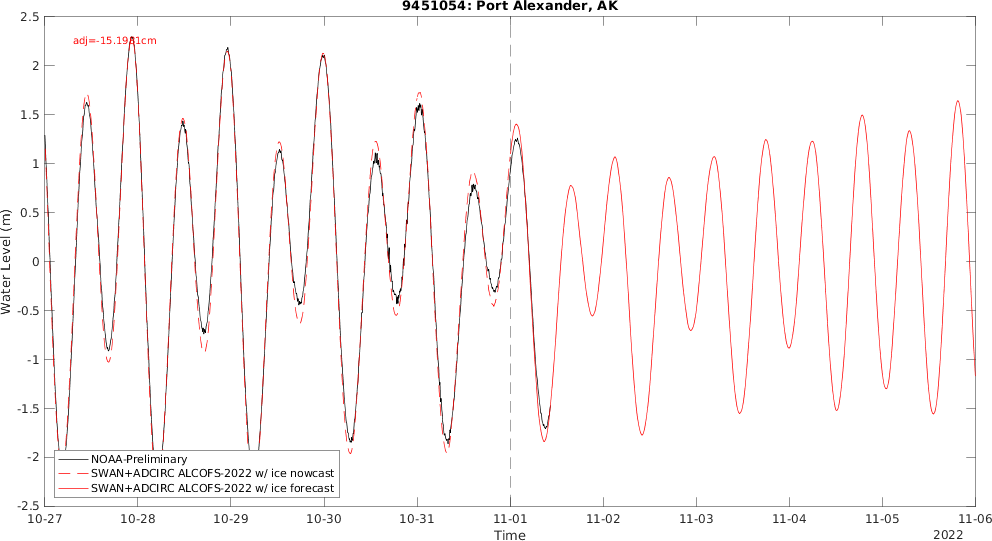 9451054: Port Alexander, AK
adj=-15.1931cm
2.5
2
1.5
1
0.5
0
-0.5
-1
-1.5
-2
-2.5
Water Level (m)
NOAA-Preliminary
SWAN+ADCIRC ALCOFS-2022 w/ ice nowcast
SWAN+ADCIRC ALCOFS-2022 w/ ice forecast
10-27 10-28 10-29 10-30 10-31 11-01 11-02 11-03 11-04 11-05 11-06
Time
2022